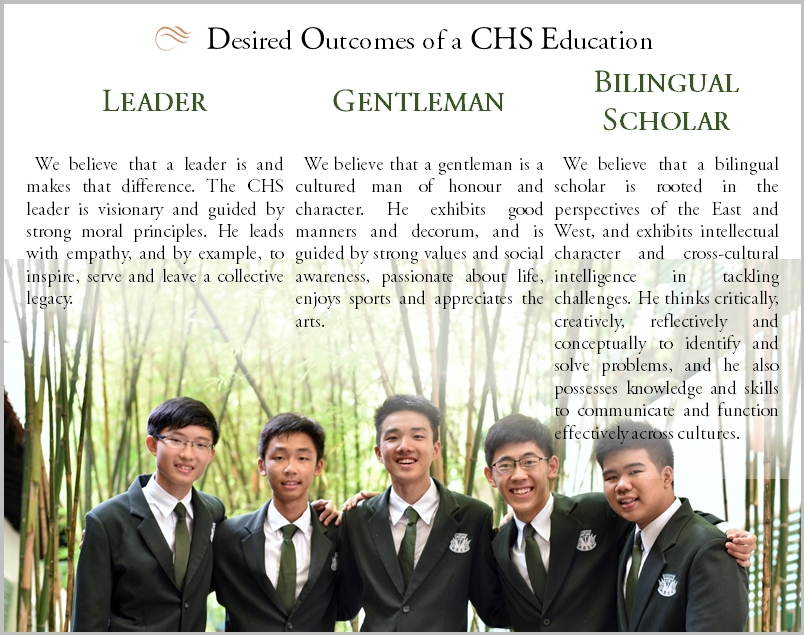 Desired Outcomes of a CHS Education
Leader
We believe that a leader is and
makes that difference. The CHS
leader is visionary and guided by
strong moral principles. He leads
with empathy, and by example, to
inspire, serve and leave a collective
legacy.
Gentleman
We believe that a gentleman is a
cultured man of honour and
character. He exhibits good
manners and decorum, and is
guided by strong values and social
awareness, passionate about life,
enjoys sports and appreciates the
arts.
Bilingual
Scholar
We believe that a bilingual
scholar is rooted in the
perspectives of the East and
West, and exhibits intellectual
character and cross-cultural
intelligence in tackling
challenges. He thinks critically,
creatively, reflectively and
conceptually to identify and
solve problems, and he also
possesses knowledge and skills
to communicate and function
effectively across cultures.